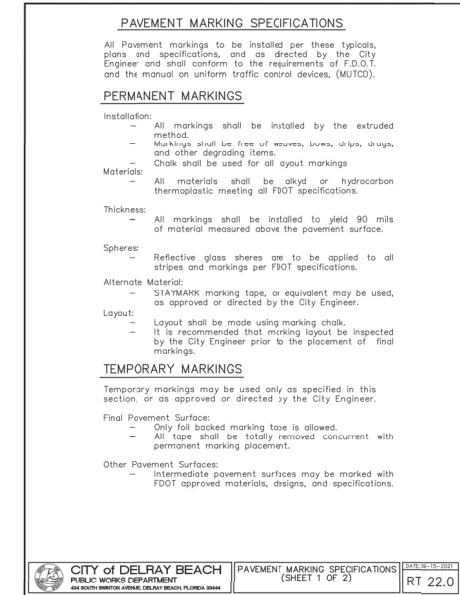 PAVEMENT MARKING SPECIFICATIONS
All Pavement markings to be installed per these typicals,
plans and specifications, and as directed by the City
Engineer and shall conform to the requirements of F.D.O.T.
and the manual on uniform traffic control devices, (MUTCD).
PERMANENT MARKINGS
Installation:
– All markings shall be installed by the extruded
method.
– Markings shall be free of weaves, bows, drips, drags,
and other degrading items.
– Chalk shall be used for all layout markings
Materials:
– All materials shall be alkyd or hydrocarbon
thermoplastic meeting all FDOT specifications.
Thickness:
– All markings shall be installed to yield 90 mils
of material measured above the pavement surface.
Spheres:
– Reflective glass sheres are to be applied to all
stripes and markings per FDOT specifications.
Alternate Material:
– STAYMARK marking tape, or equivalent may be used,
as approved or directed by the City Engineer.
Layout:
– Layout shall be made using marking chalk.
– It is recommended that mrking layout be inspected
by the City Engineer prior to the placement of final
markings.
TEMPORARY MARKINGS
Temporary markings may be used only as specified in this
section, or as approved or directed by the City Engineer.
Final Pavement Surface:
– Only foil backed marking tape is allowed.
– All tape shall be totally removed concurrent with
permanent marking placement.
Other Pavement Surfaces:
– Intermediate pavement surfaces may be marked with
FDOT approved materials, designs, and specifications.
CITY of DELRAY BEACH
PUBLIC WORKS DEPARTMENT
434 SOUTH SWINTON AVENUE, DELRAY BEACH, FLORIDA 33444
PAVEMENT MARKING SPECIFICATIONS
(SHEET 1 OF 2)
DATE:09-15-2021
RT 22.0